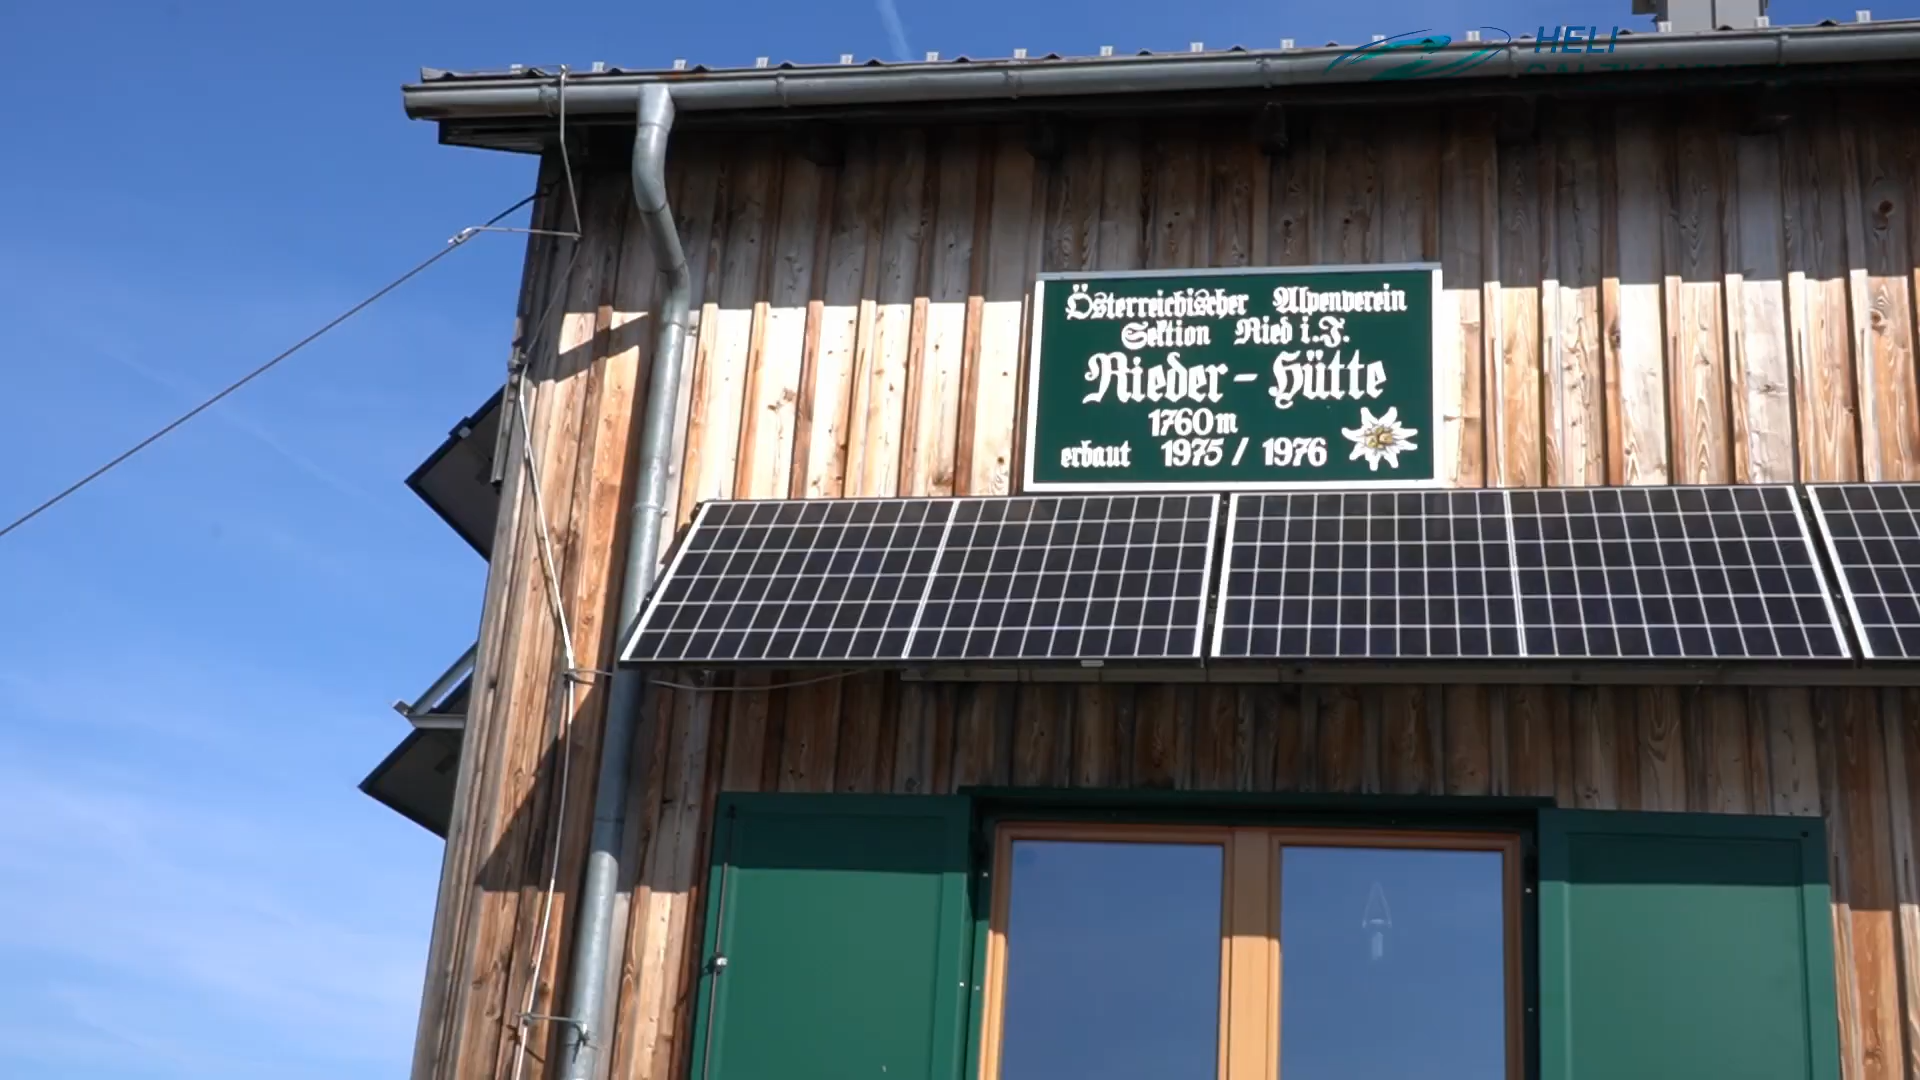 HELI
Österreichischer Alpenverein
Sektion Ried i.J.
Rieder - Hütte
1760m
erbaut 1975 / 1976